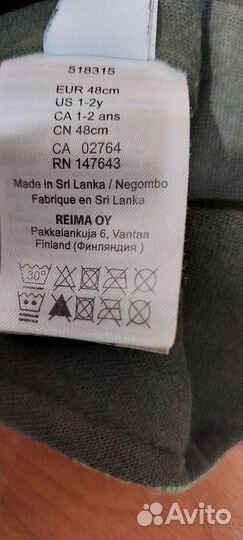 518315
EUR 48cm
US 1-2y
CA 1-2 ans
CN 48cm
CA 02764
RN 147643
Made in Sri Lanka / Negombo
Fabrique en Sri Lanka
REIMA OY
Pakkalankuja 6, Vantaa
Finland (Финляндия)
30°
Avito